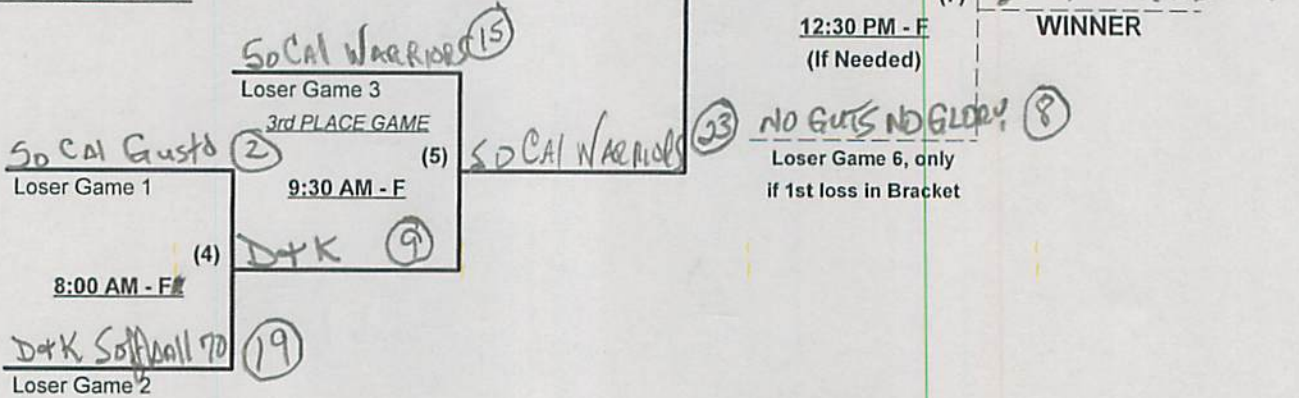 12:30 PM - F
WINNER
(If Needed)
SoCAl WARRIORS 15
Loser Game 3
3rd PLACE GAME
SoCAl Gusto 2
(5)
SOCAl WARRIORS 23
NO GUTS NO GLORY! 8
Loser Game 1
9:30 AM - F
Loser Game 6, only
if 1st loss in Bracket
(4)
D+K 9
8:00 AM - F
D+K Softball 70 19
Loser Game 2